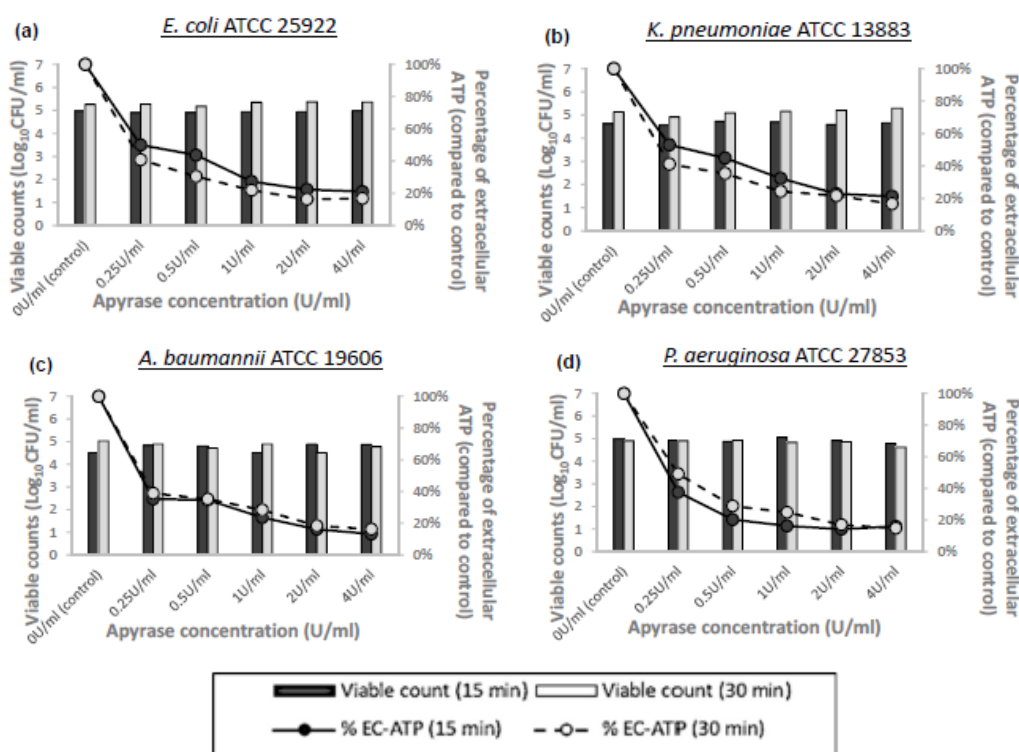 (a)
E. coli ATCC 25922
Viable counts (Log10CFU/ml)
7
6
5
4
3
2
1
0
100%
80%
60%
40%
20%
0%
Percentage of extracellular
ATP (compared to control)
0U/ml (control)
0.25U/ml
0.5U/ml
1U/ml
2U/ml
4U/ml
Apyrase concentration (U/ml)
(b)
K. pneumoniae ATCC 13883
Viable counts (Log10CFU/ml)
7
6
5
4
3
2
1
0
100%
80%
60%
40%
20%
0%
Percentage of extracellular
ATP (compared to control)
0U/ml (control)
0.25U/ml
0.5U/ml
1U/ml
2U/ml
4U/ml
Apyrase concentration (U/ml)
(c)
A. baumannii ATCC 19606
Viable counts (Log10CFU/ml)
7
6
5
4
3
2
1
0
100%
80%
60%
40%
20%
0%
Percentage of extracellular
ATP (compared to control)
0U/ml (control)
0.25U/ml
0.5U/ml
1U/ml
2U/ml
4U/ml
Apyrase concentration (U/ml)
(d)
P. aeruginosa ATCC 27853
Viable counts (Log10CFU/ml)
7
6
5
4
3
2
1
0
100%
80%
60%
40%
20%
0%
Percentage of extracellular
ATP (compared to control)
0U/ml (control)
0.25U/ml
0.5U/ml
1U/ml
2U/ml
4U/ml
Apyrase concentration (U/ml)
Viable count (15 min)
Viable count (30 min)
% EC-ATP (15 min)
% EC-ATP (30 min)